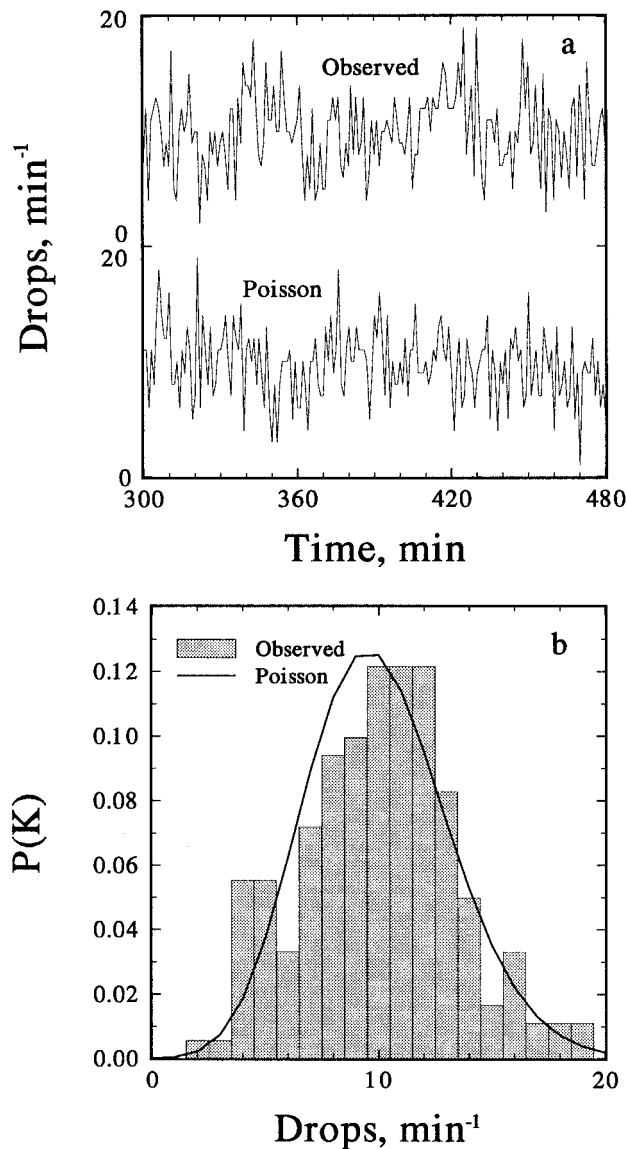 20
a
Observed
Drops, min-1
0
20
Poisson
0
300 360 420 480
Time, min
0.14
b
Observed
Poisson
0.12
0.10
0.08
P(K)
0.06
0.04
0.02
0.00
0 10 20
Drops, min-1